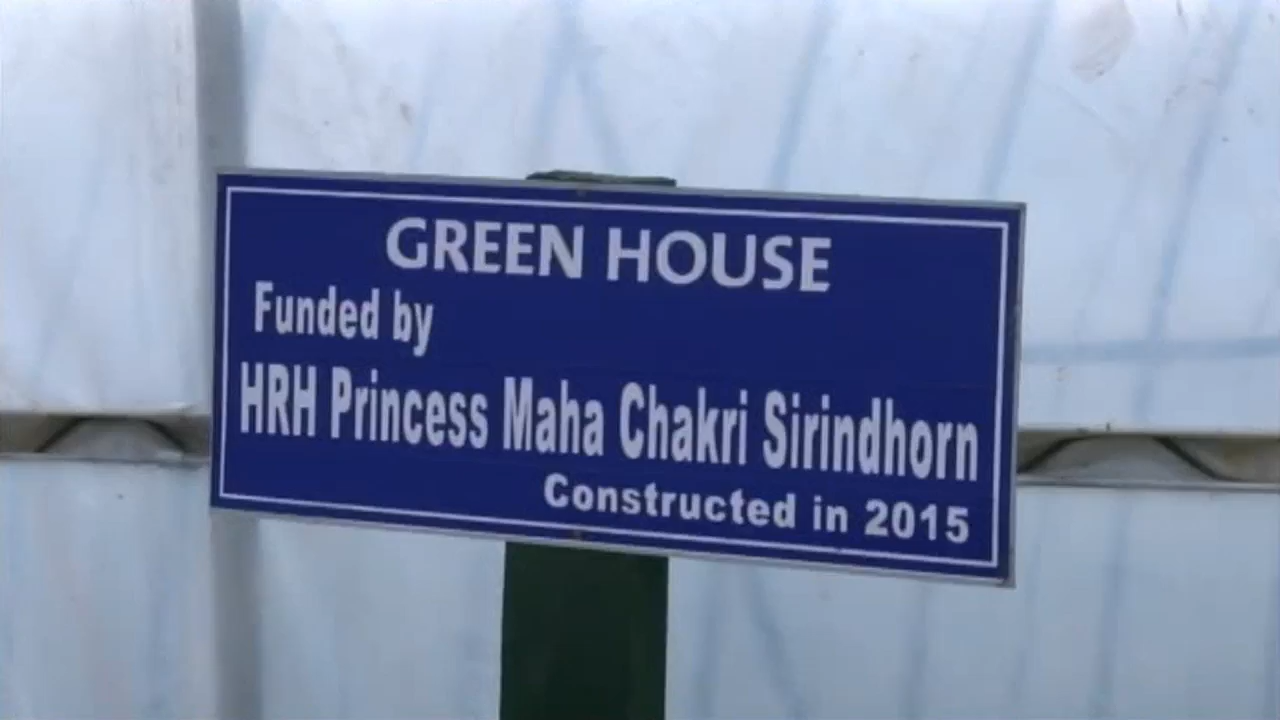 GREEN HOUSE
Funded by
HRH Princess Maha Chakri Sirindhorn
Constructed in 2015